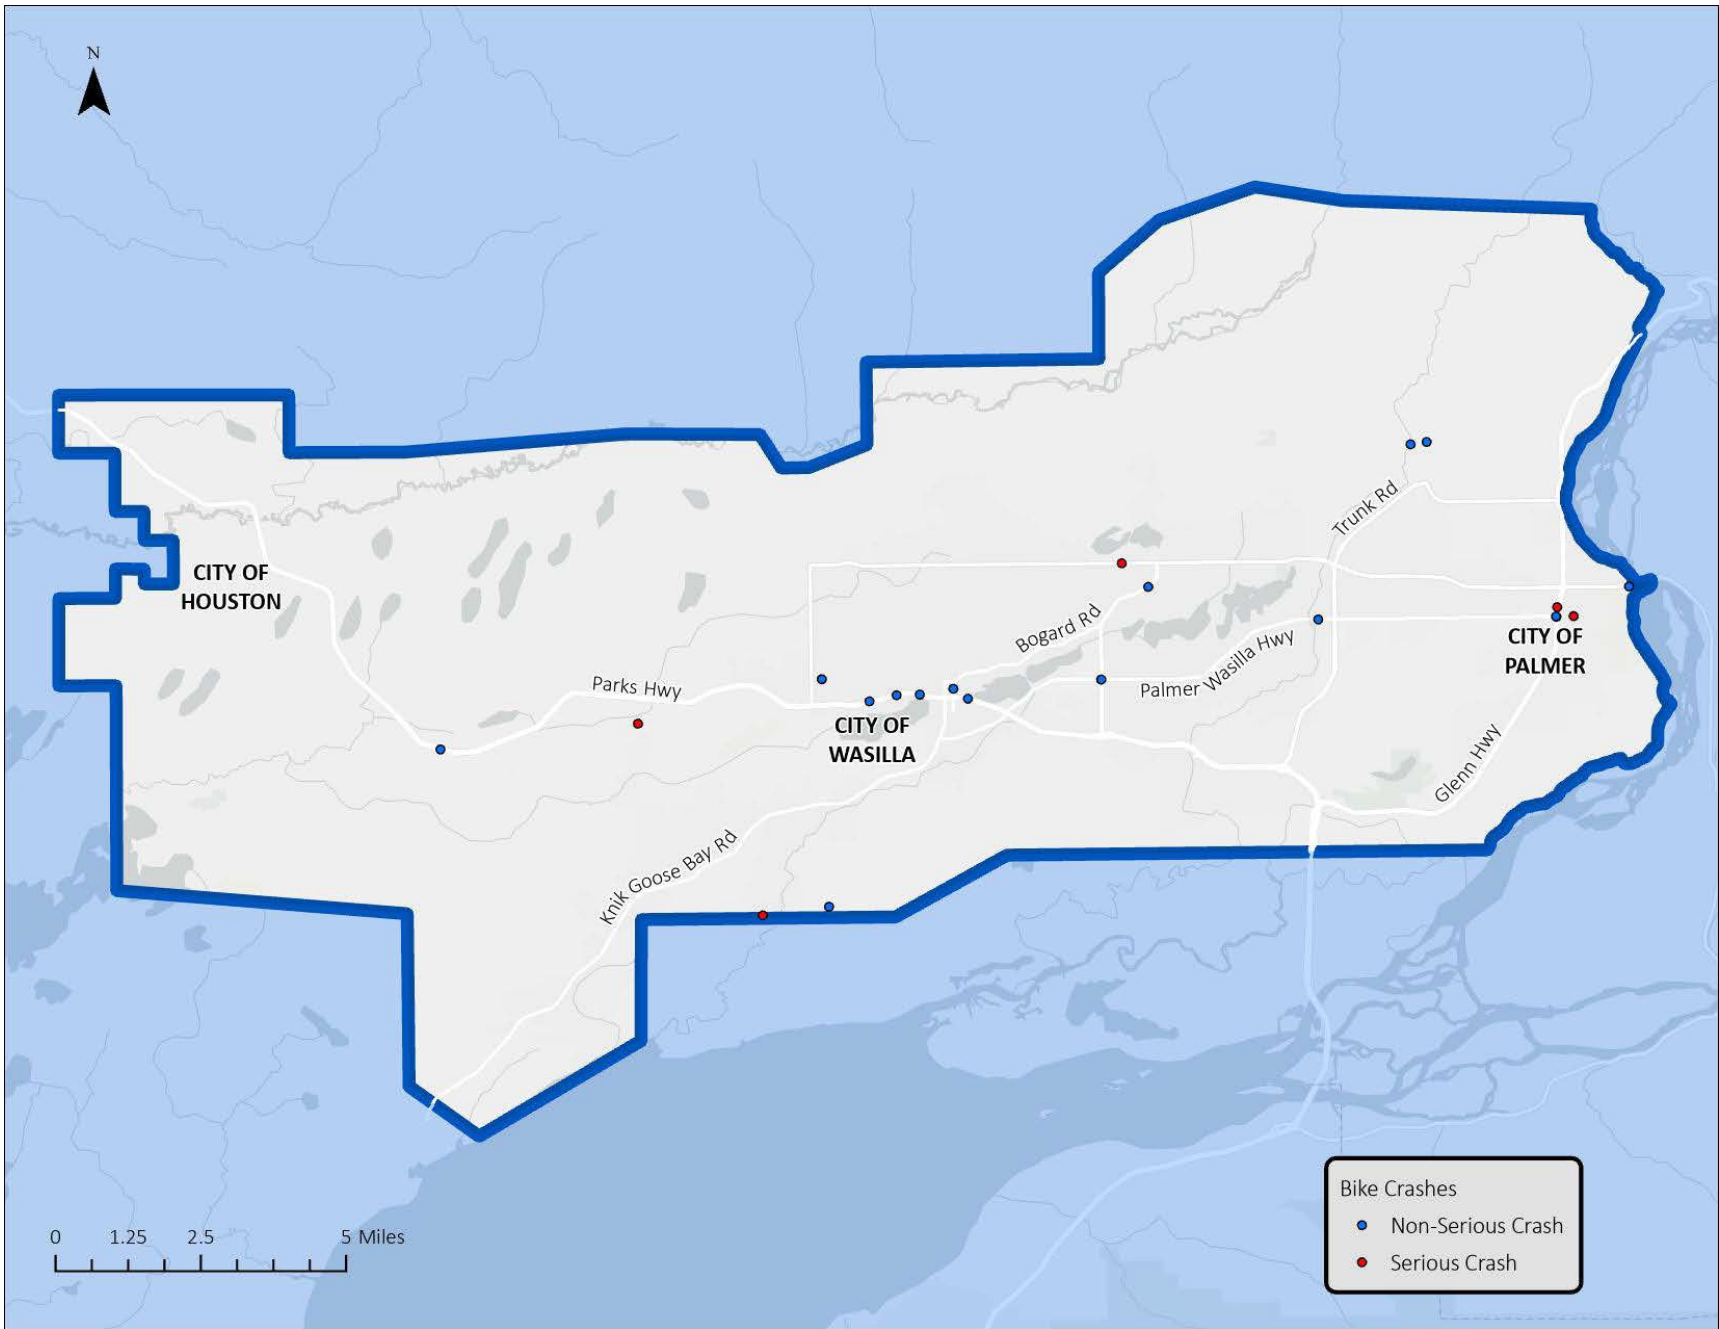 N
CITY OF
HOUSTON
Trunk Rd
Bogard Rd
Palmer Wasilla Hwy
CITY OF
PALMER
Parks Hwy
CITY OF
WASILLA
Glenn Hwy
Knik Goose Bay Rd
0 1.25 2.5 5 Miles
Bike Crashes
Non-Serious Crash
Serious Crash